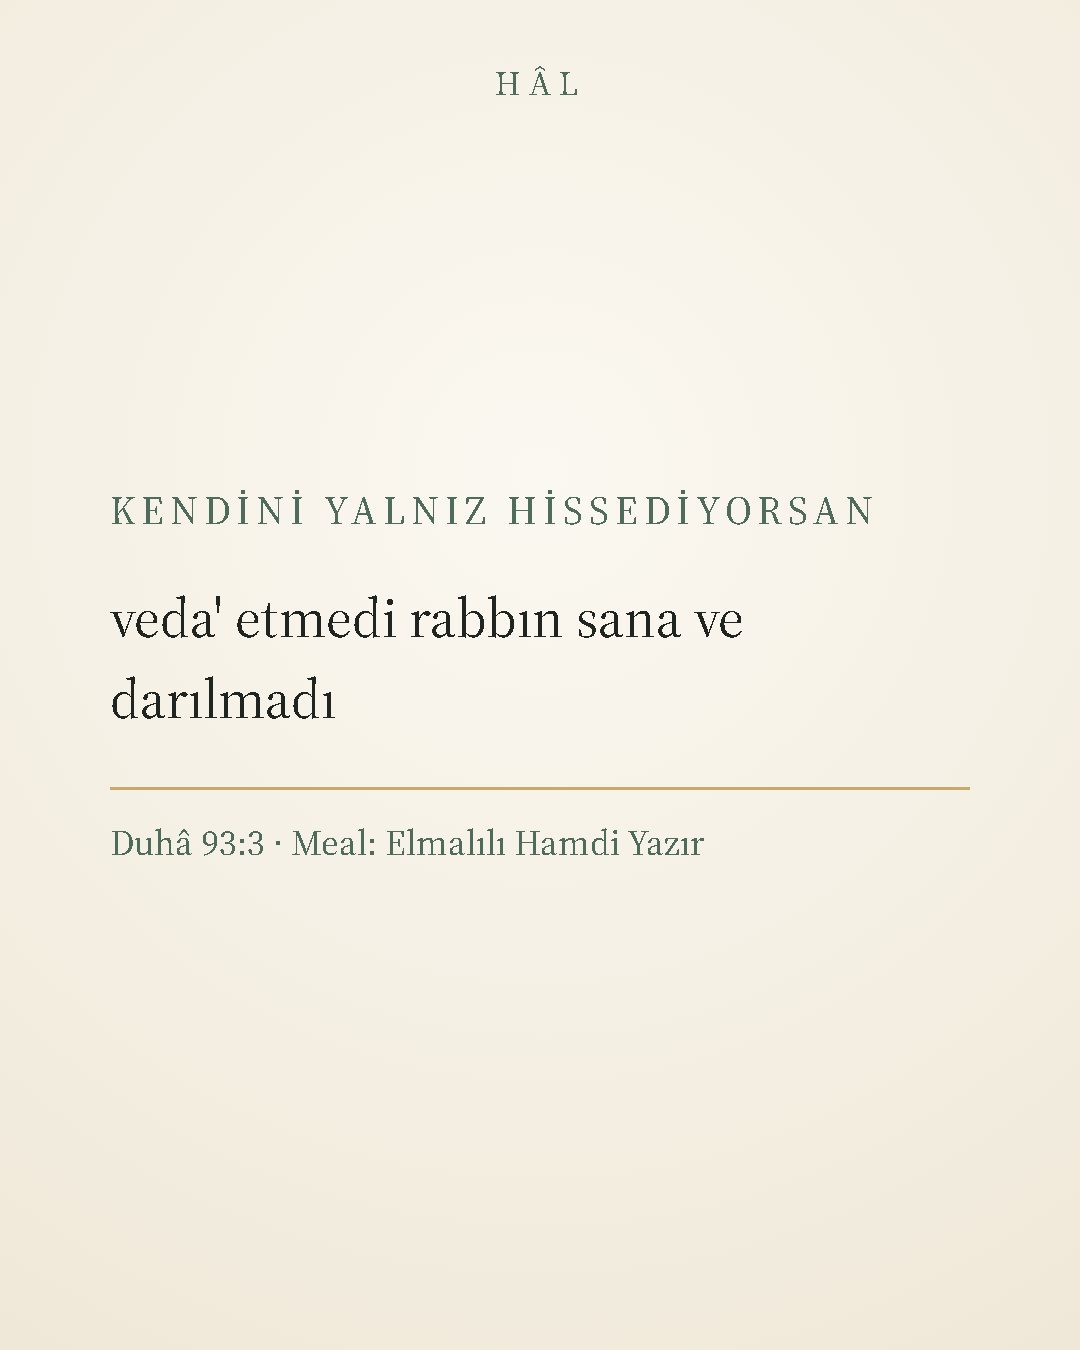 HÂL
KENDİNİ YALNIZ HİSSEDİYORSAN
veda' etmedi rabbın sana ve
darılmadı
Duhâ 93:3 · Meal: Elmalılı Hamdi Yazır